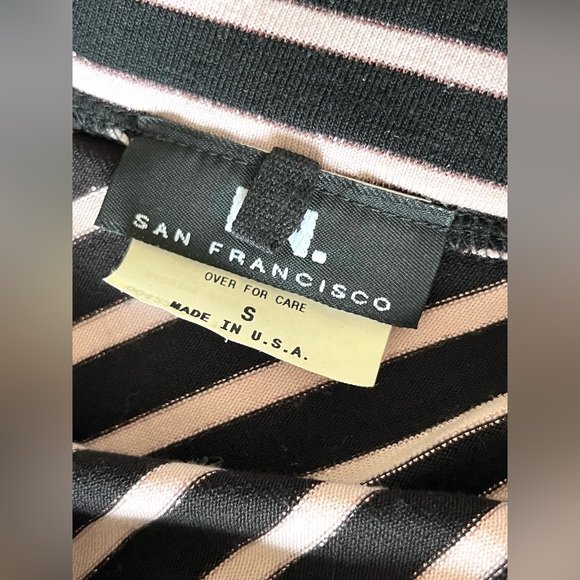 SAN FRANCISCO
OVER FOR CARE
S
MADE IN U.S.A.